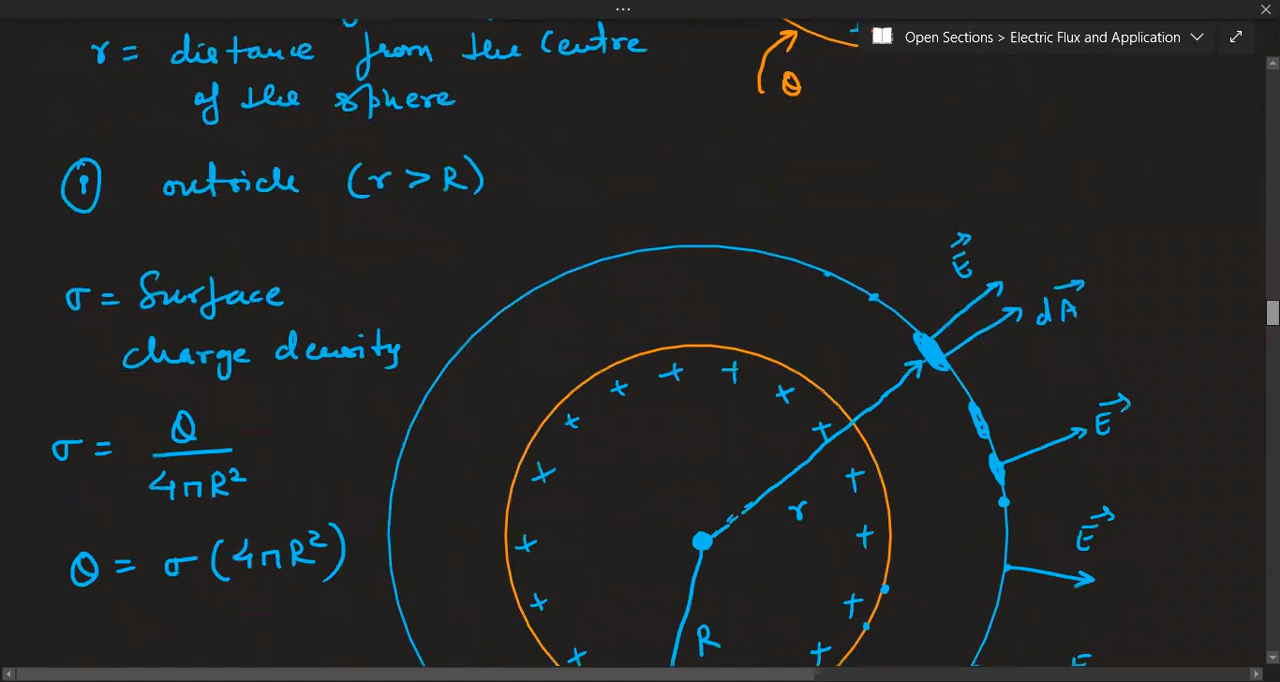 ...
Open Sections > Electric Flux and Application
r = distance from the centre
of the sphere
θ
① outside (r > R)
σ = Surface
charge density
σ = Q / 4πR²
Q = σ(4πR²)
E⃗
dA⃗
E⃗
E⃗
+ + + + + + + + + + + + + +
r
R